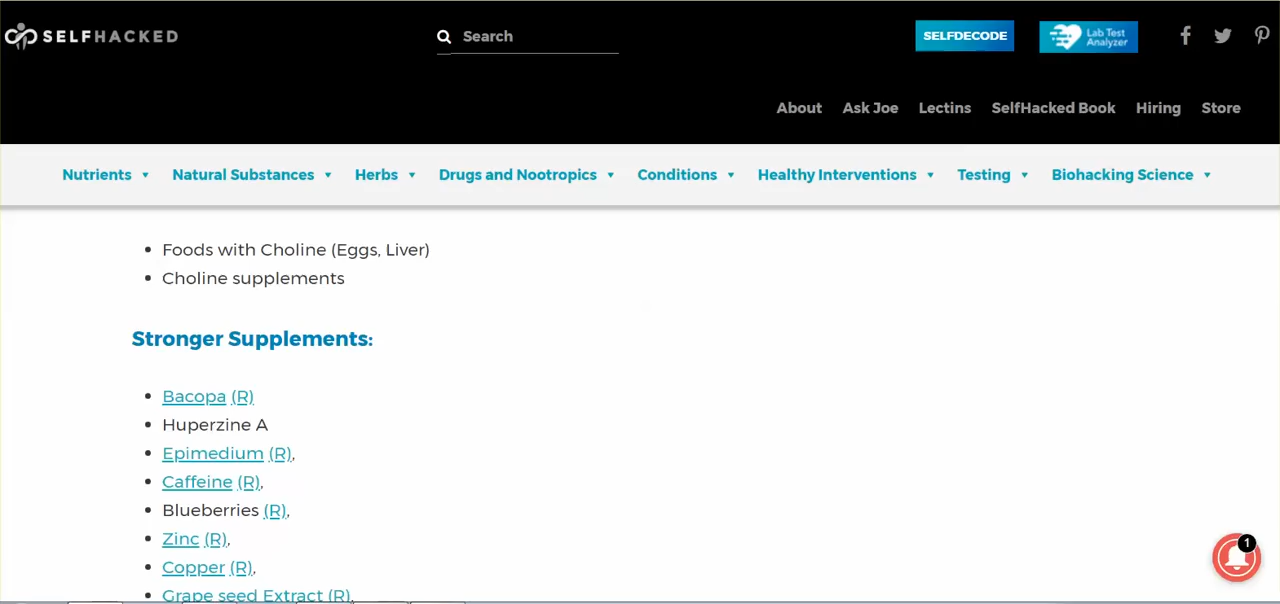 SELFHACKED
Search
SELFDECODE
Lab Test
Analyzer
About Ask Joe Lectins SelfHacked Book Hiring Store
Nutrients Natural Substances Herbs Drugs and Nootropics Conditions Healthy Interventions Testing Biohacking Science
Foods with Choline (Eggs, Liver)
Choline supplements
Stronger Supplements:
Bacopa (R)
Huperzine A
Epimedium (R),
Caffeine (R),
Blueberries (R),
Zinc (R),
Copper (R),
Grape seed Extract (R),
1